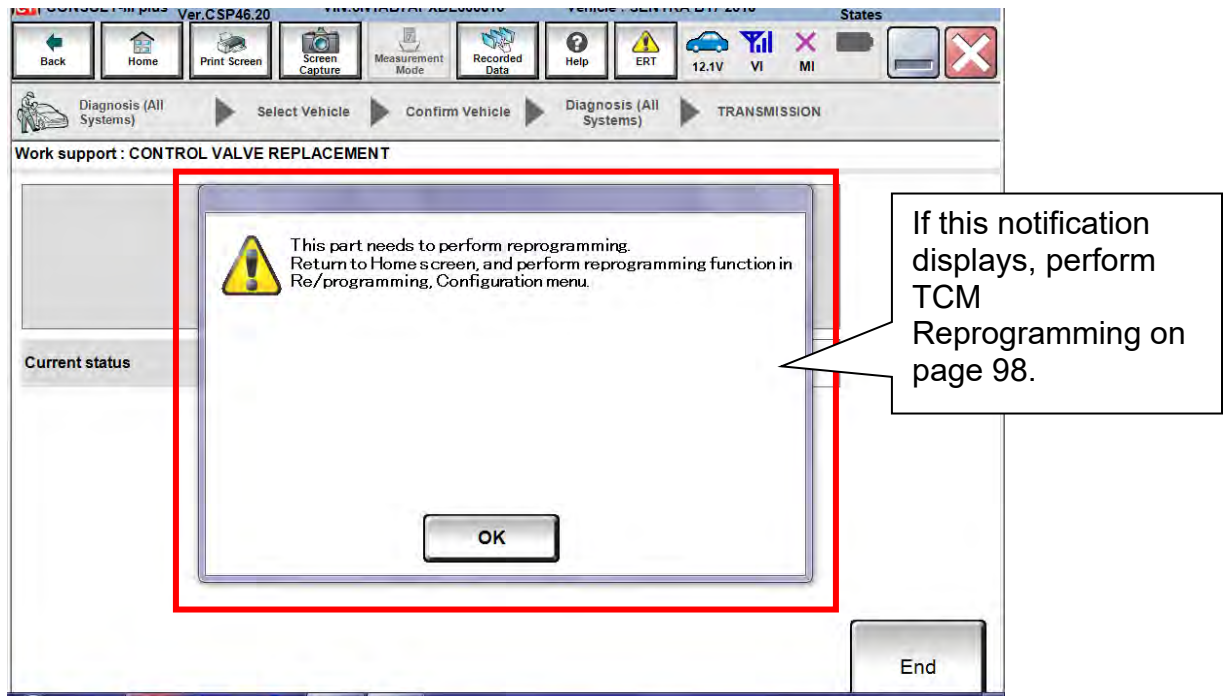 Ver.CSP46.20
States
Back
Home
Print Screen
Screen
Capture
Measurement
Mode
Recorded
Data
Help
ERT
12.1V
VI
MI
Diagnosis (All
Systems)
Select Vehicle
Confirm Vehicle
Diagnosis (All
Systems)
TRANSMISSION
Work support : CONTROL VALVE REPLACEMENT
This part needs to perform reprogramming.
Return to Home screen, and perform reprogramming function in
Re/programming, Configuration menu.
If this notification
displays, perform
TCM
Reprogramming on
page 98.
Current status
OK
End